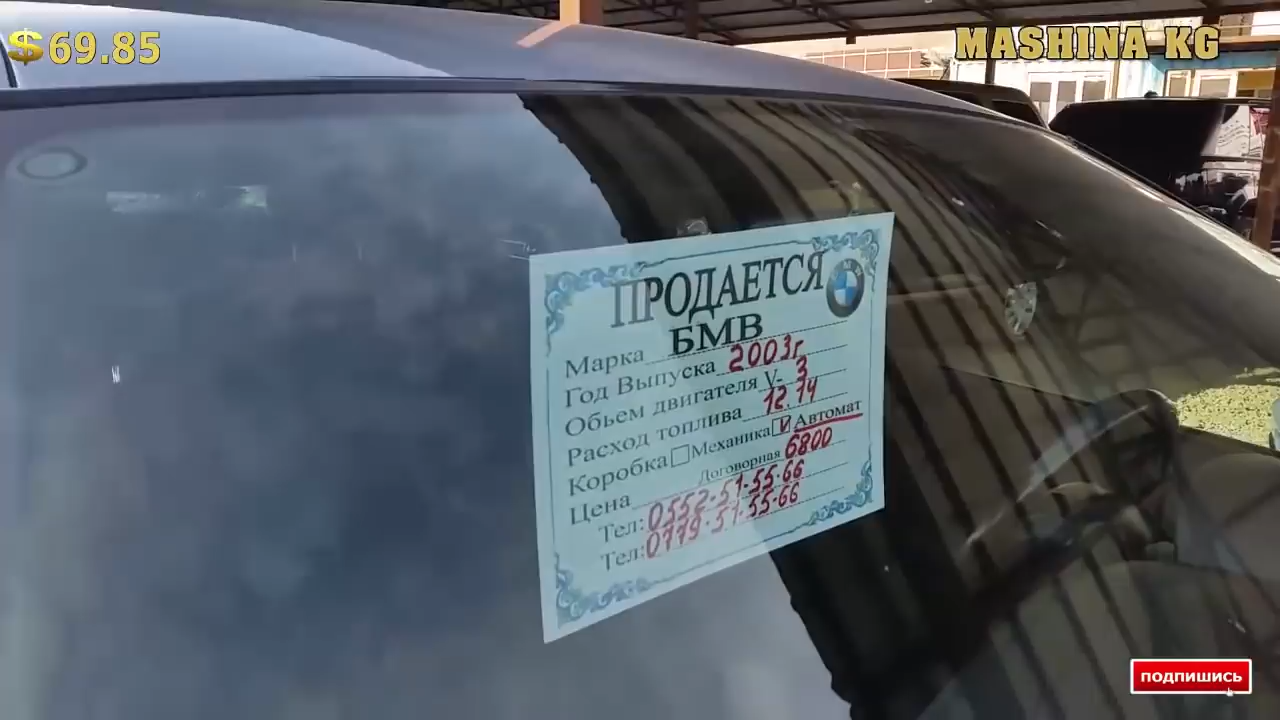 $69.85
MASHINA KG
ПРОДАЕТСЯ
Марка БМВ
Год Выпуска 2003г
Обьем двигателя V- 3
Расход топлива 12.14
Коробка Механика V Автомат
Цена Договорная 6800
Тел: 0552-51-55-66
Тел: 0779-51-55-66
подпишись